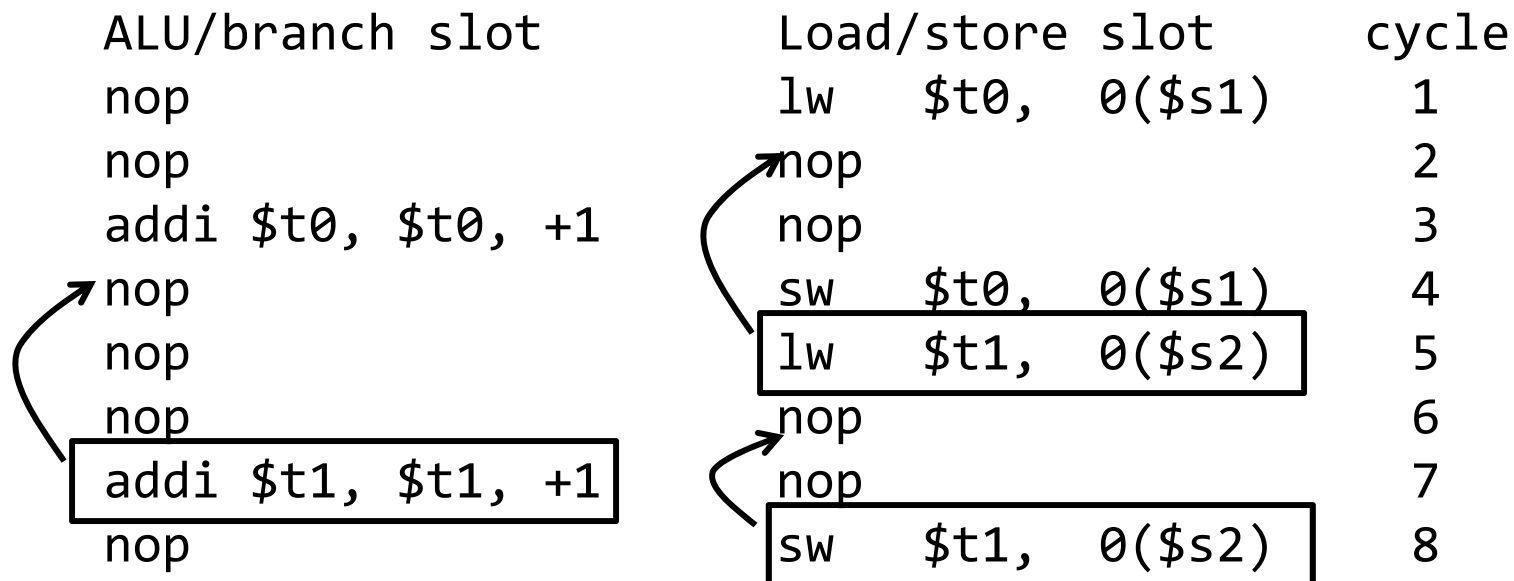 ALU/branch slot Load/store slot cycle
nop lw $t0, 0($s1) 1
nop nop 2
addi $t0, $t0, +1 nop 3
nop sw $t0, 0($s1) 4
nop lw $t1, 0($s2) 5
nop nop 6
addi $t1, $t1, +1 nop 7
nop sw $t1, 0($s2) 8